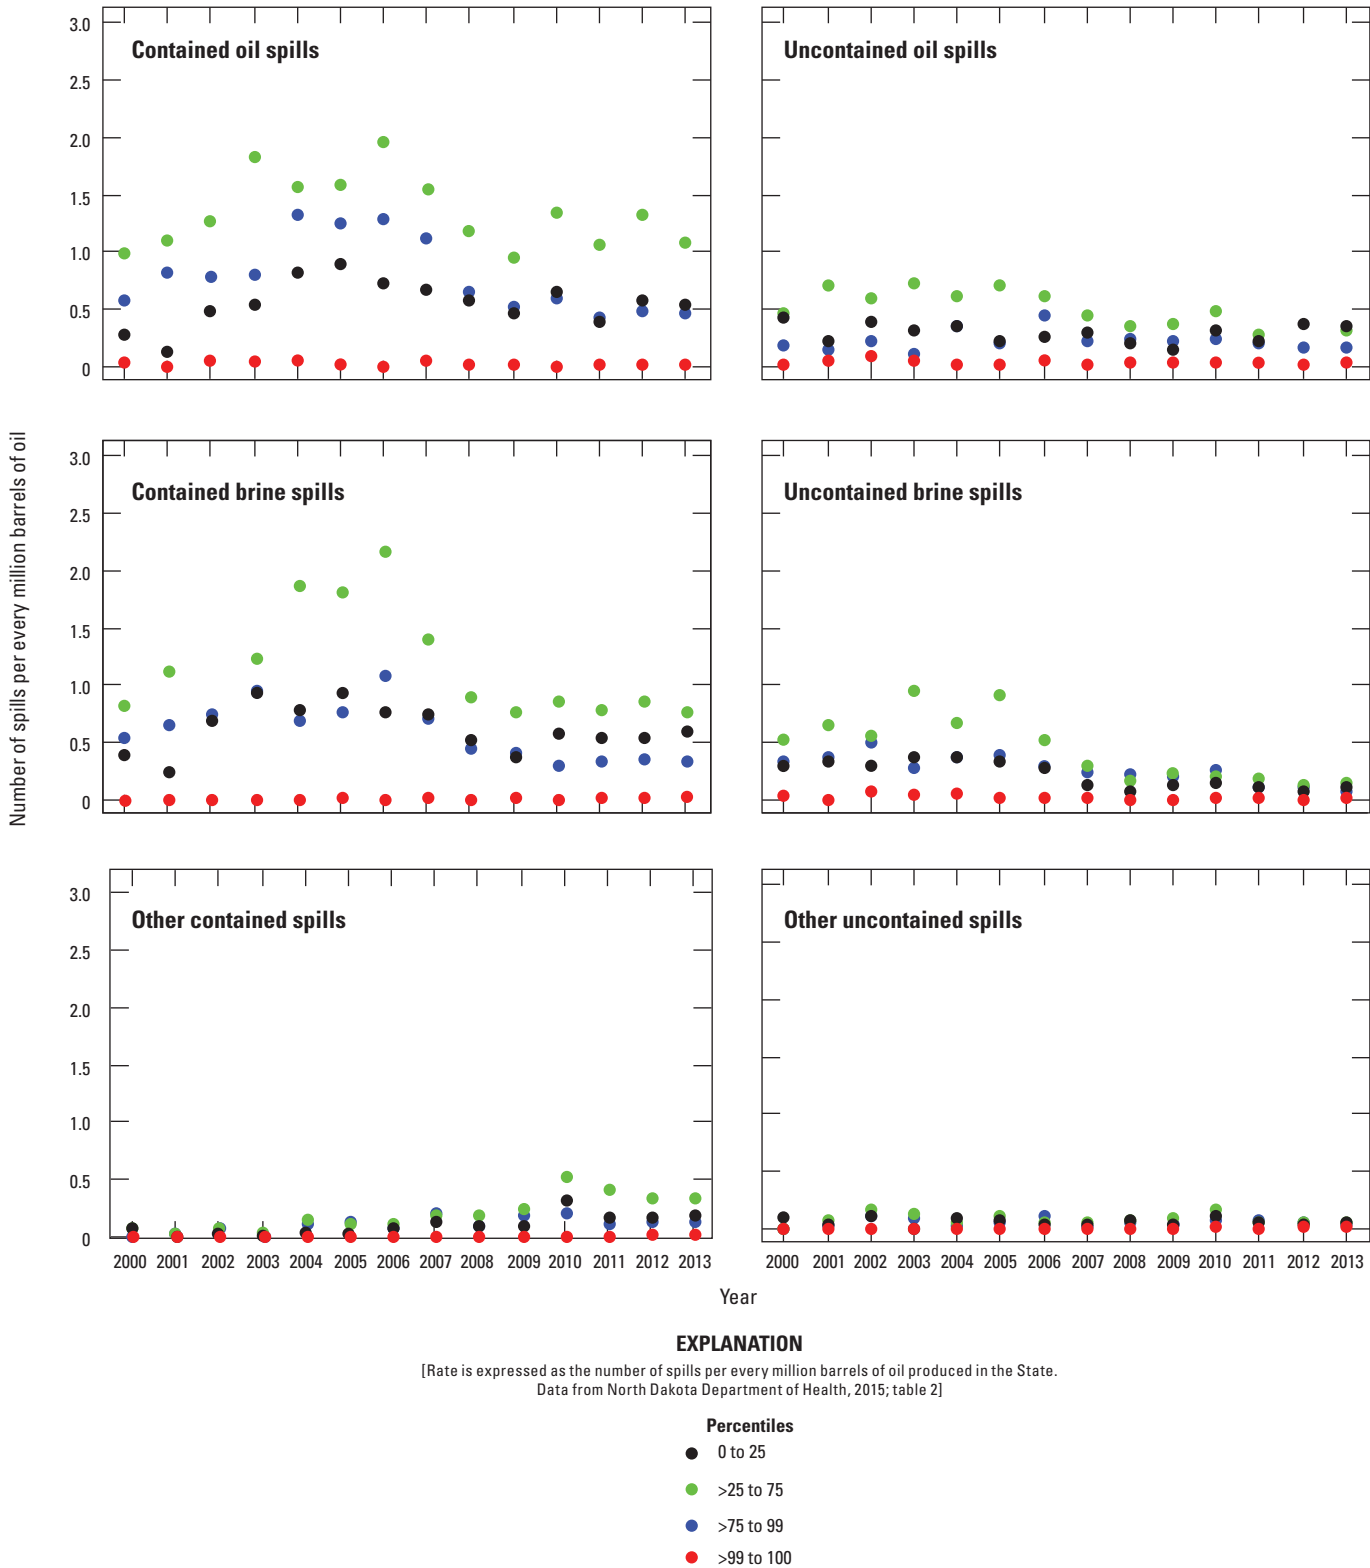 Number of spills per every million barrels of oil
Contained oil spills
3.0
2.5
2.0
1.5
1.0
0.5
0
Uncontained oil spills
Contained brine spills
3.0
2.5
2.0
1.5
1.0
0.5
0
Uncontained brine spills
Other contained spills
3.0
2.5
2.0
1.5
1.0
0.5
0
2000 2001 2002 2003 2004 2005 2006 2007 2008 2009 2010 2011 2012 2013
Other uncontained spills
2000 2001 2002 2003 2004 2005 2006 2007 2008 2009 2010 2011 2012 2013
Year
EXPLANATION
[Rate is expressed as the number of spills per every million barrels of oil produced in the State.
Data from North Dakota Department of Health, 2015; table 2]
Percentiles
0 to 25
>25 to 75
>75 to 99
>99 to 100